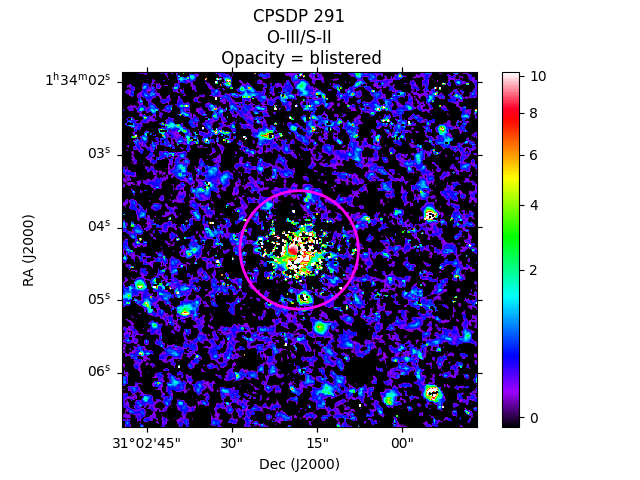 CPSDP 291
O-III/S-II
Opacity = blistered
1ʰ34ᵐ02ˢ
03ˢ
04ˢ
05ˢ
06ˢ
RA (J2000)
31°02'45"
30"
15"
00"
Dec (J2000)
10
8
6
4
2
0